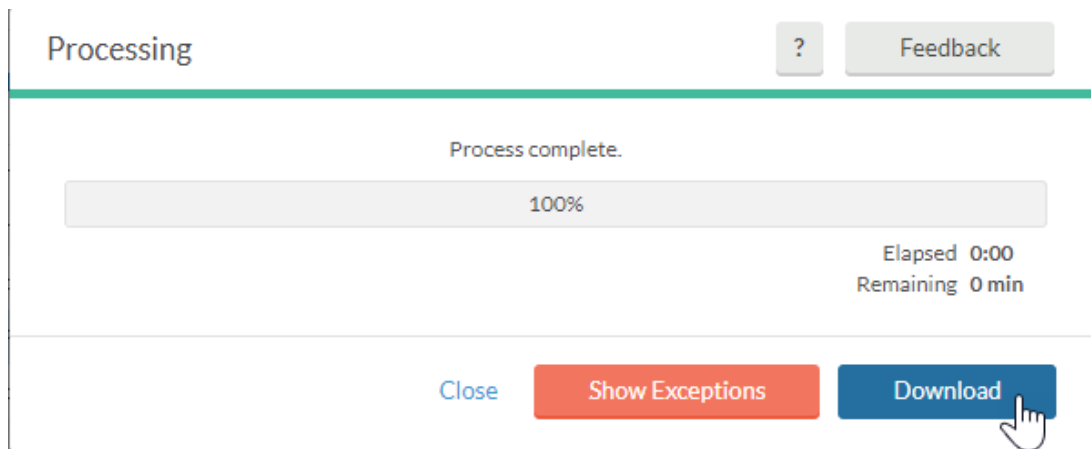 Processing ? Feedback
Process complete.
100%
Elapsed 0:00
Remaining 0 min
Close Show Exceptions Download